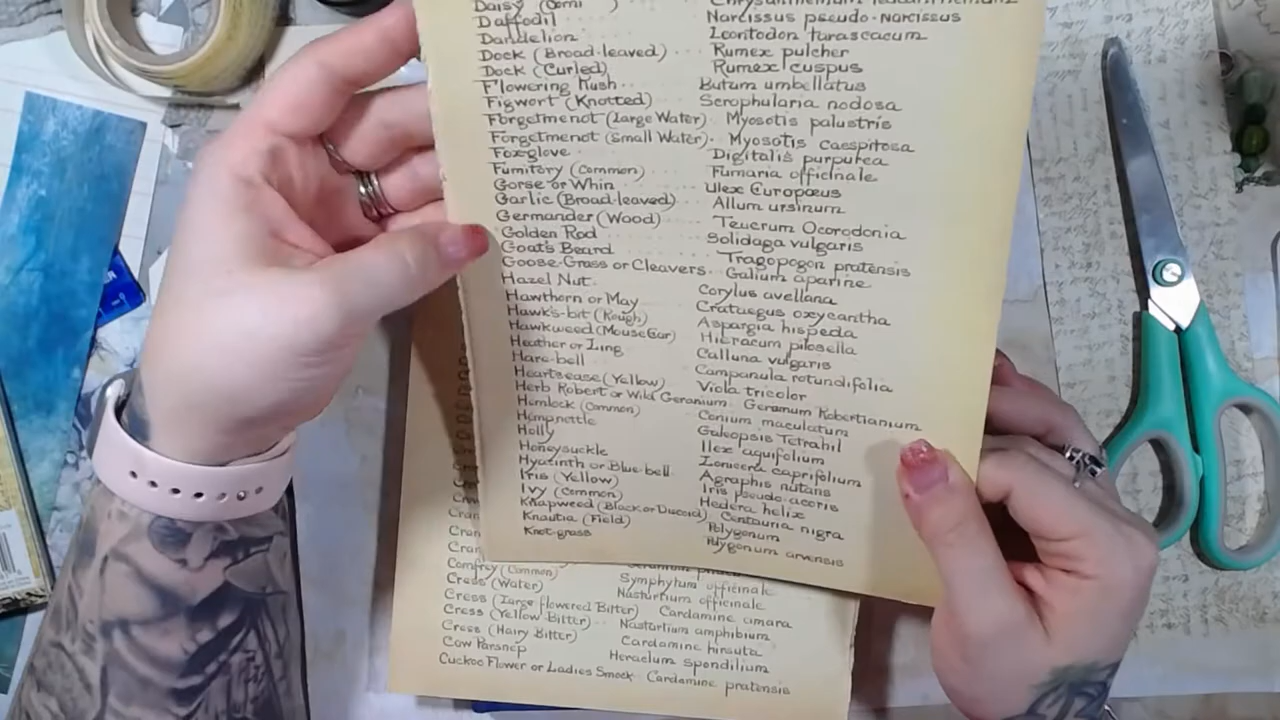 Daisy
Daffodil Narcissus pseudo-narcissus
Dandelion Leontodon taraxacum
Dock (Broad-leaved) Rumex pulcher
Dock (Curled) Rumex cuspus
Flowering Rush Butum umbellatus
Figwort (Knotted) Scrophularia nodosa
Forgetmenot (Large Water) Myosotis palustris
Forgetmenot (Small Water) Myosotis caespitosa
Foxglove Digitalis purpurea
Fumitory (Common) Fumaria officinale
Gorse or Whin Ulex Europœus
Garlic (Broad-leaved) Allum ursinum
Germander (Wood) Teucrum Ocorodonia
Golden Rod Solidaga vulgaris
Goat's Beard Tragopogon pratensis
Goose-Grass or Cleavers Galium aparine
Hazel Nut Corylus avellana
Hawthorn or May Crataegus oxycantha
Hawk's-bit (Rough) Aspargia hispeda
Hawkweed (Mouse Ear) Hieracum pilosella
Heather or Ling Calluna vulgaris
Hare-bell Campanula rotundifolia
Heartsease (Yellow) Viola tricolor
Herb Robert or Wild Geranium Geranum Robertianium
Hemlock (Common) Conium maculatum
Hempnettle Galeopsis Tetrahil
Holly Ilex aquifolium
Honeysuckle Lonicera caprifolium
Hyacinth or Blue-bell Agraphis nutans
Iris (Yellow) Iris pseudo-acoris
Ivy (Common) Hedera helix
Knapweed (Black or Discoid) Centauria nigra
Knautia (Field) Polygonum
Knot-grass Polygonum arvensis
Comfrey (Common) Symphytum officinale
Cress (Water) Nasturtium officinale
Cress (Large flowered Bitter) Cardamine amara
Cress (Yellow Bitter) Nastortium amphibium
Cress (Hairy Bitter) Cardamine hirsuta
Cow Parsnep Heraclum spondilium
Cuckoo Flower or Ladies Smock Cardamine pratensis